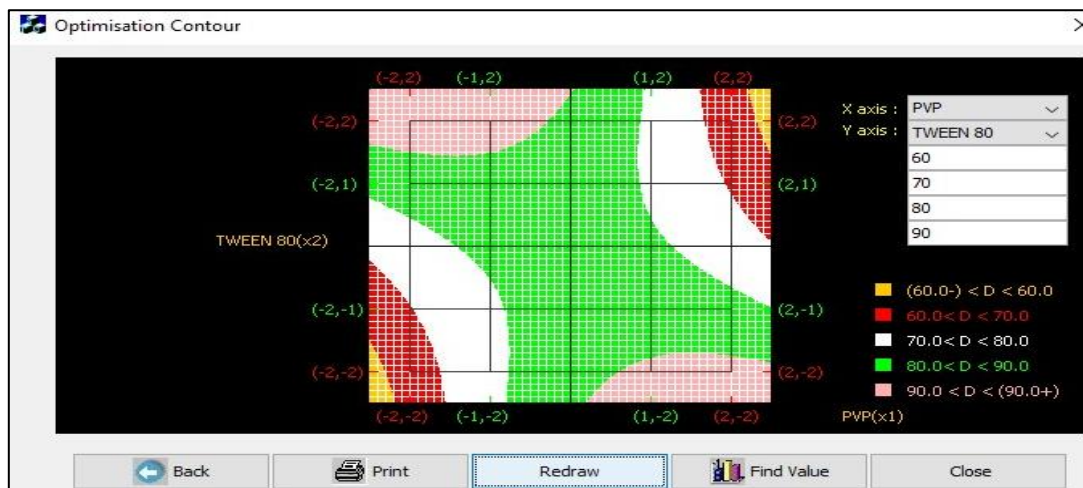 Optimisation Contour
(-2,2) (-1,2) (1,2) (2,2)
X axis : PVP
Y axis : TWEEN 80
(-2,2) (2,2)
60
(-2,1) (2,1)
70
80
90
TWEEN 80(x2)
(60.0-) < D < 60.0
(-2,-1) (2,-1)
60.0< D < 70.0
70.0< D < 80.0
80.0< D < 90.0
(-2,-2) (2,-2)
90.0 < D < (90.0+)
(-2,-2) (-1,-2) (1,-2) (2,-2)
PVP(x1)
Back Print Redraw Find Value Close